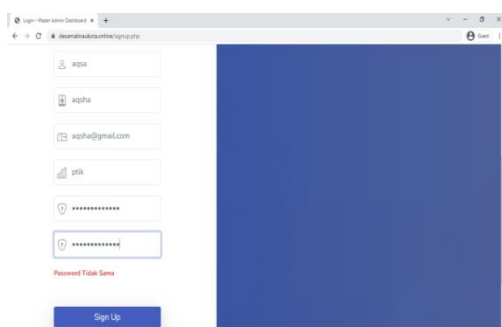 Login - Mazer Admin Dashboard
desamalinaukota.online/signup.php
Guest
aqsa
aqsha
aqsha@gmail.com
ptik
*************
*************
Password Tidak Sama
Sign Up